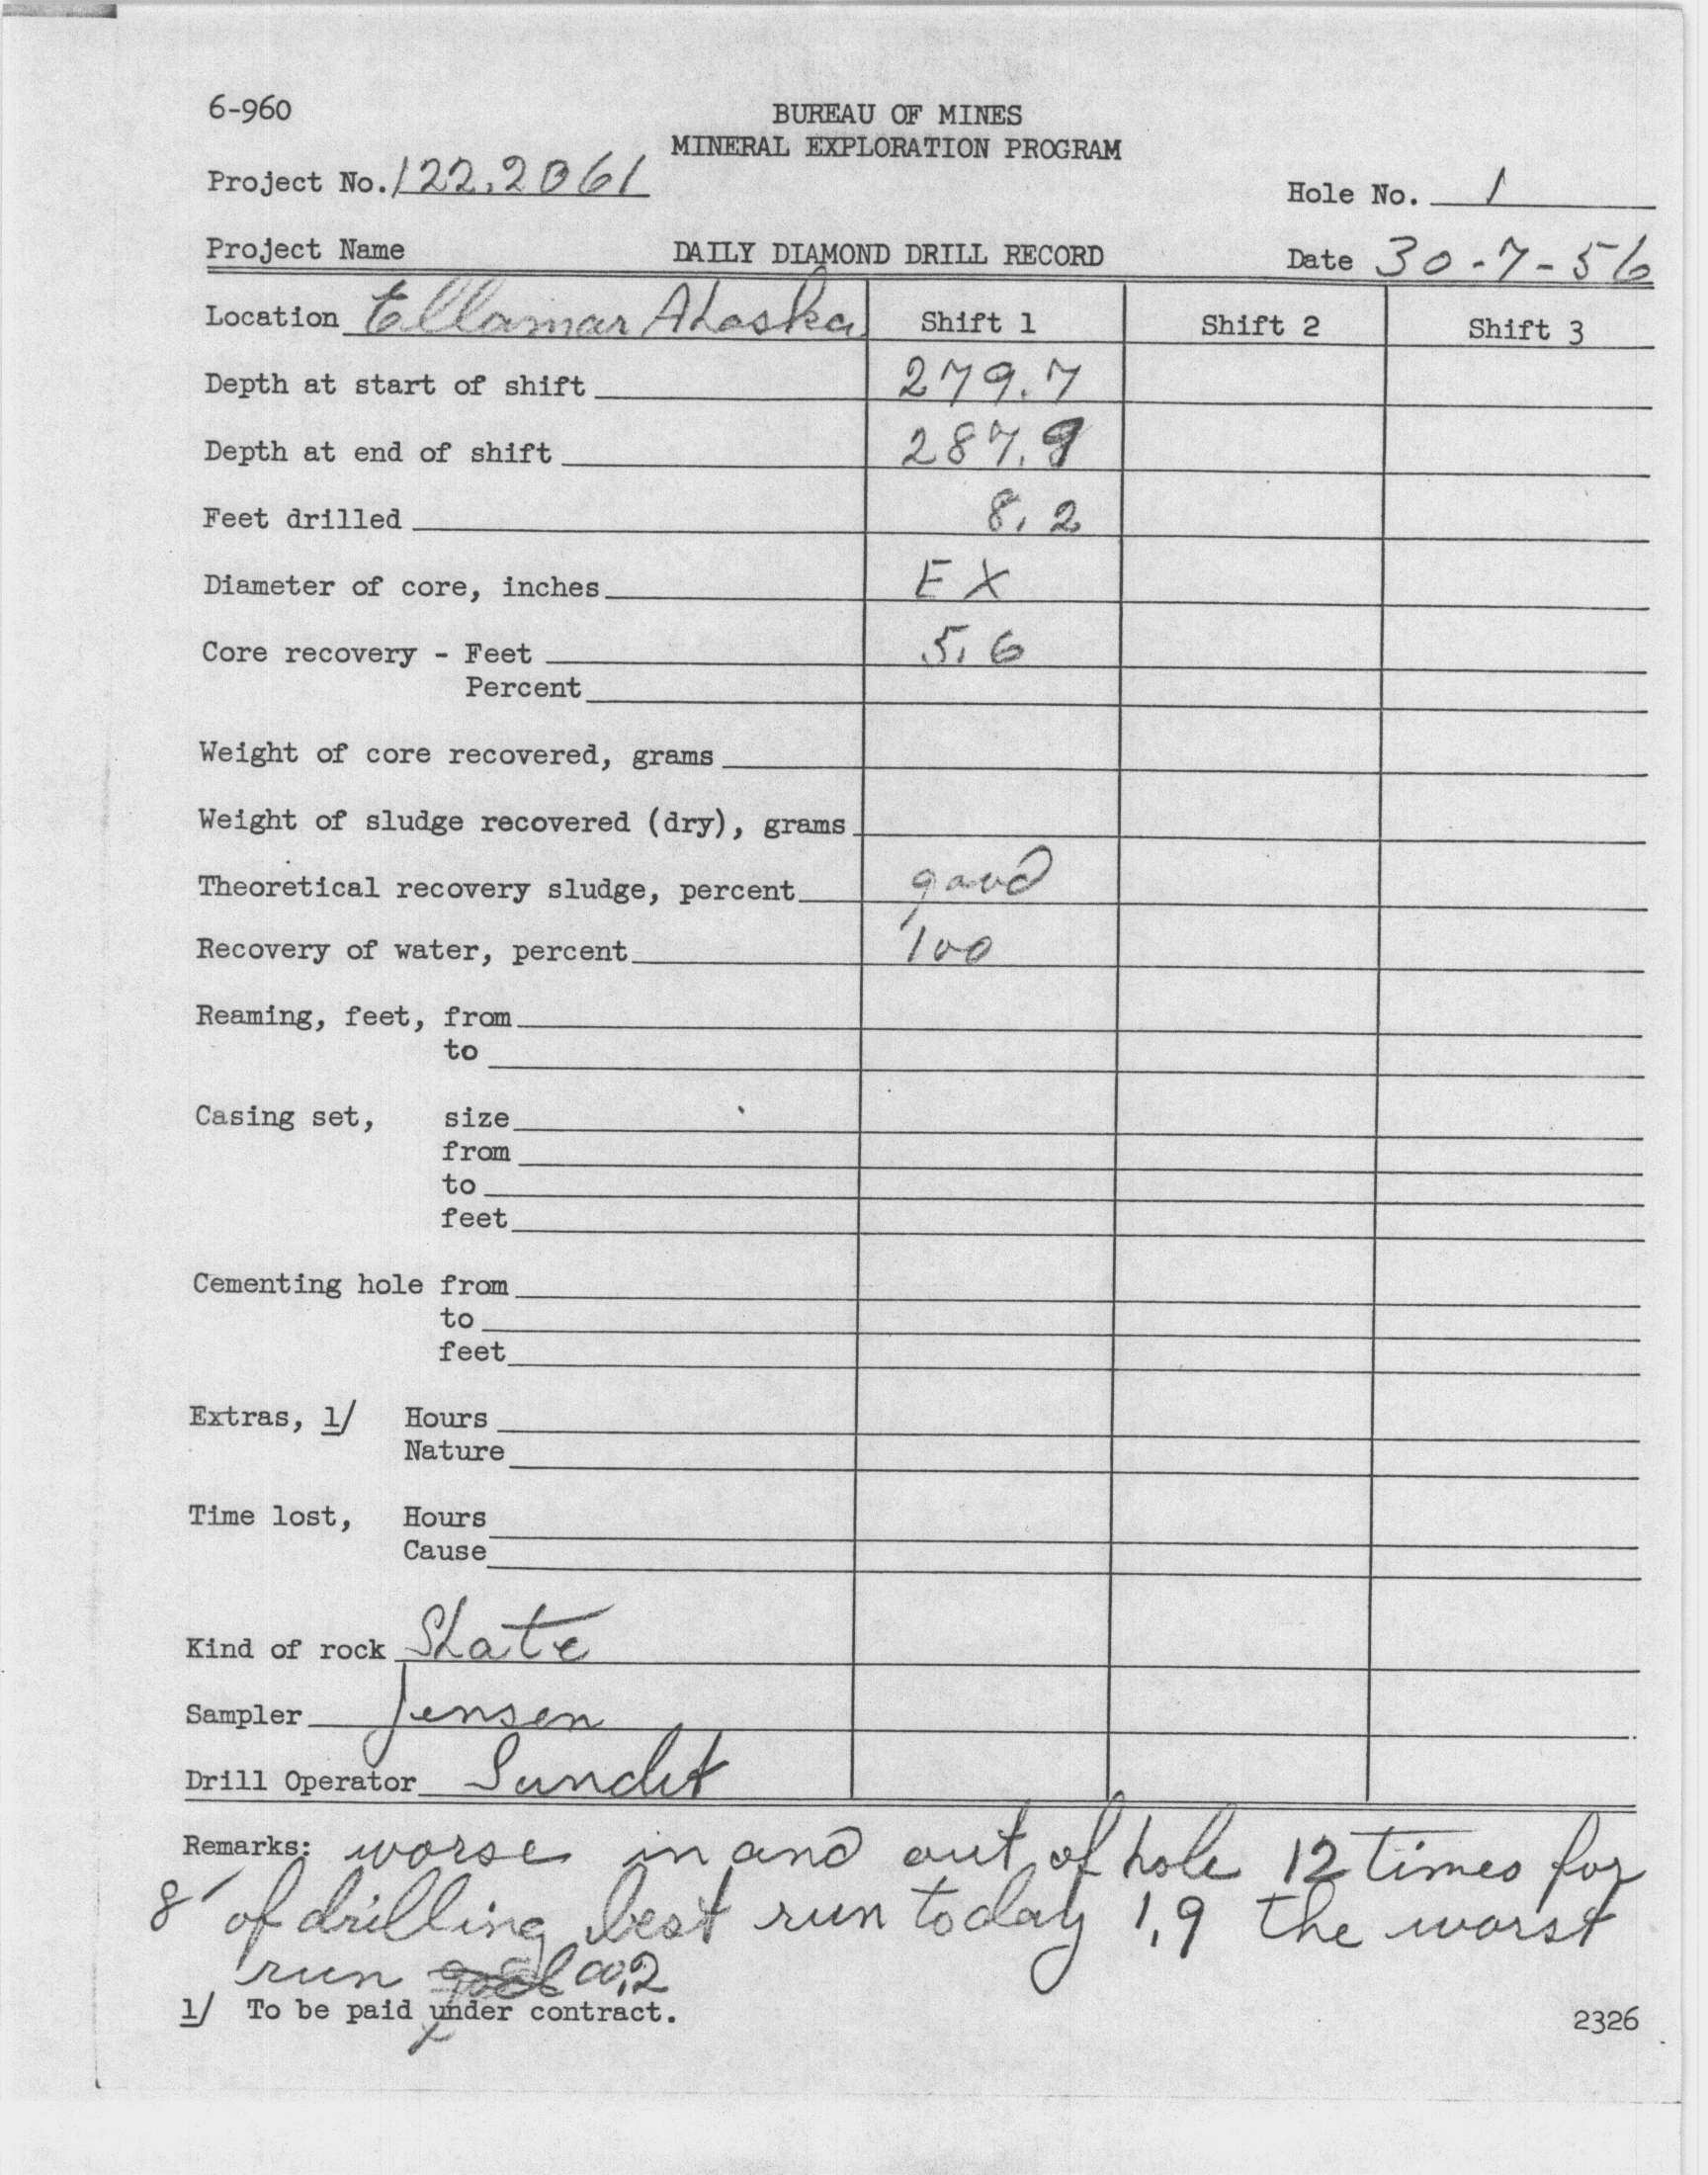 6-960
BUREAU OF MINES
MINERAL EXPLORATION PROGRAM
Project No. 122.2061
Hole No. 1
Project Name DAILY DIAMOND DRILL RECORD Date 30-7-56
Location Ellamar Alaska Shift 1 Shift 2 Shift 3
Depth at start of shift 279.7
Depth at end of shift 287.9
Feet drilled 8.2
Diameter of core, inches EX
Core recovery - Feet 5.6
Percent
Weight of core recovered, grams
Weight of sludge recovered (dry), grams
Theoretical recovery sludge, percent good
Recovery of water, percent 100
Reaming, feet, from
to
Casing set, size
from
to
feet
Cementing hole from
to
feet
Extras, 1/ Hours
Nature
Time lost, Hours
Cause
Kind of rock Slate
Sampler Jensen
Drill Operator
Remarks: worse in and out of hole 12 times for
8' of drilling best run today 1.9 the worst
run
1/ To be paid under contract.
2326